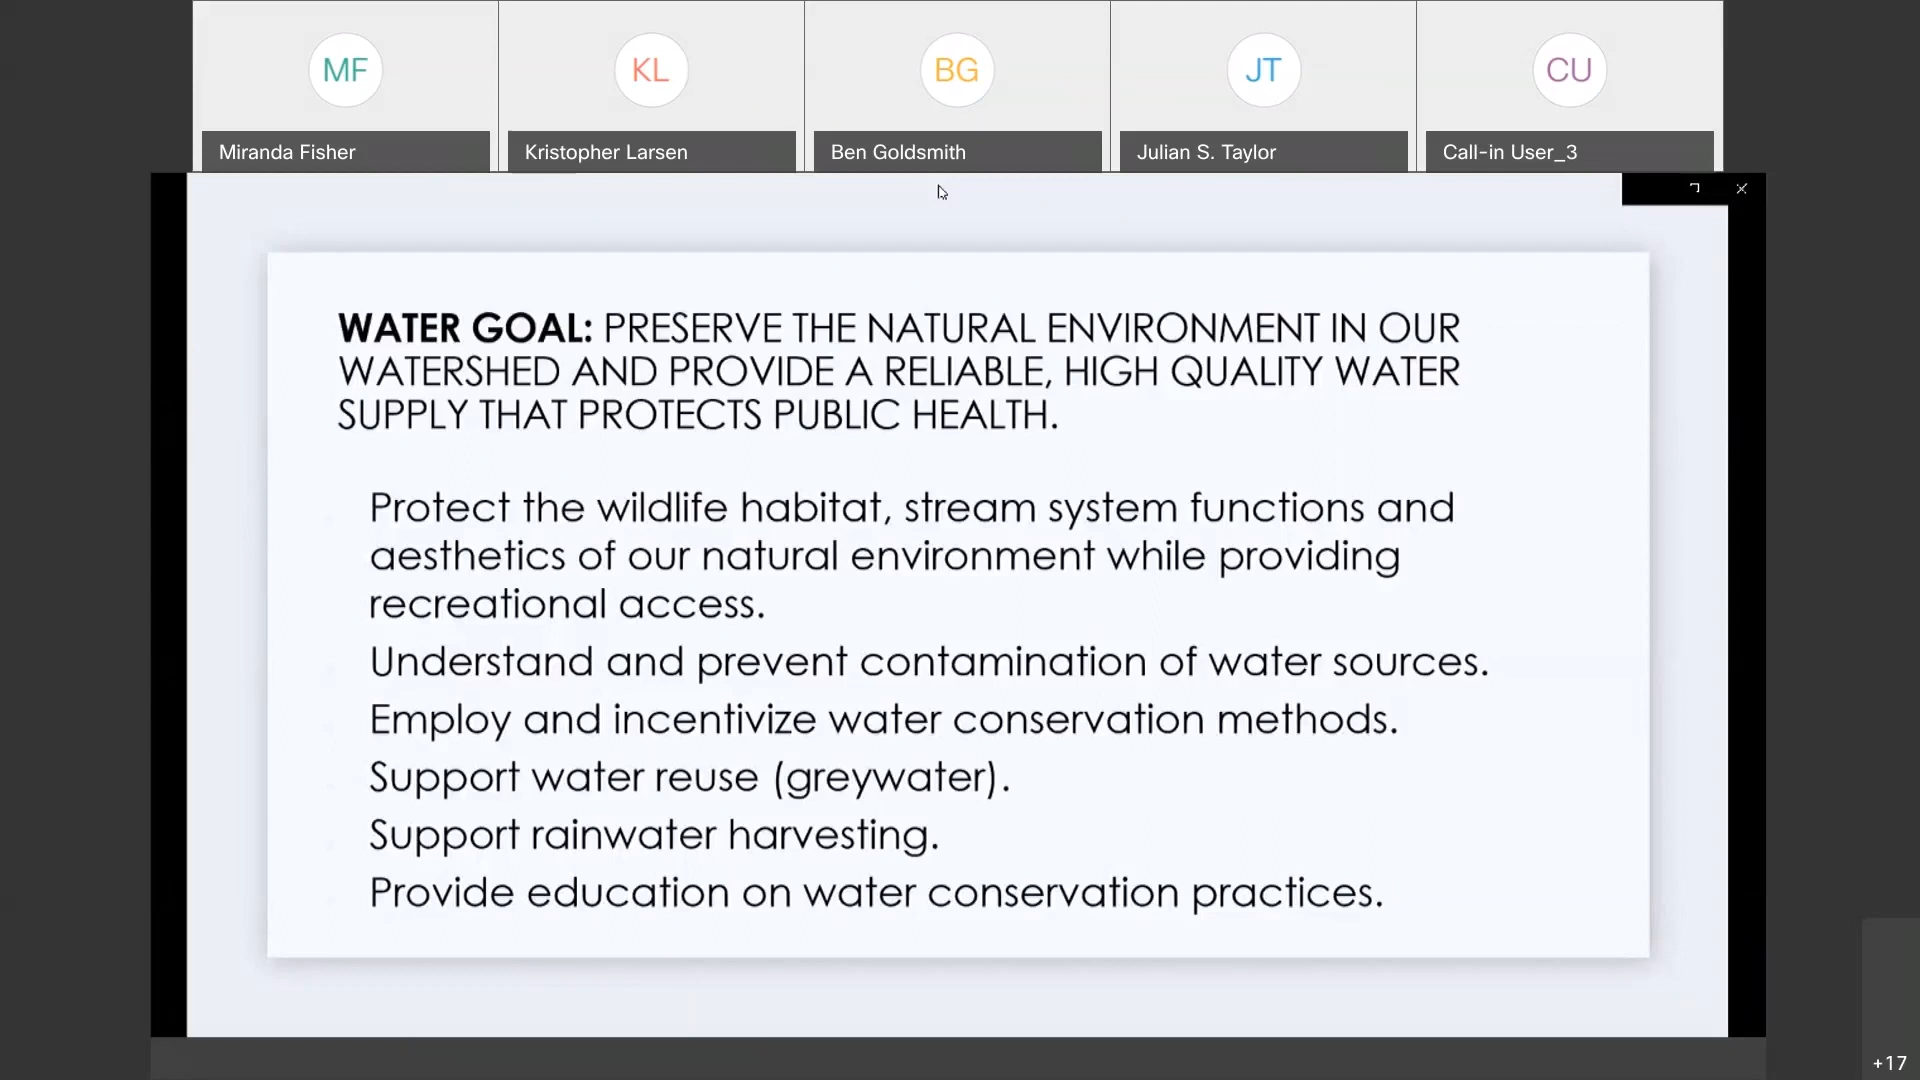 MF
KL
BG
JT
CU
Miranda Fisher
Kristopher Larsen
Ben Goldsmith
Julian S. Taylor
Call-in User_3
WATER GOAL: PRESERVE THE NATURAL ENVIRONMENT IN OUR
WATERSHED AND PROVIDE A RELIABLE, HIGH QUALITY WATER
SUPPLY THAT PROTECTS PUBLIC HEALTH.
Protect the wildlife habitat, stream system functions and
aesthetics of our natural environment while providing
recreational access.
Understand and prevent contamination of water sources.
Employ and incentivize water conservation methods.
Support water reuse (greywater).
Support rainwater harvesting.
Provide education on water conservation practices.
+17